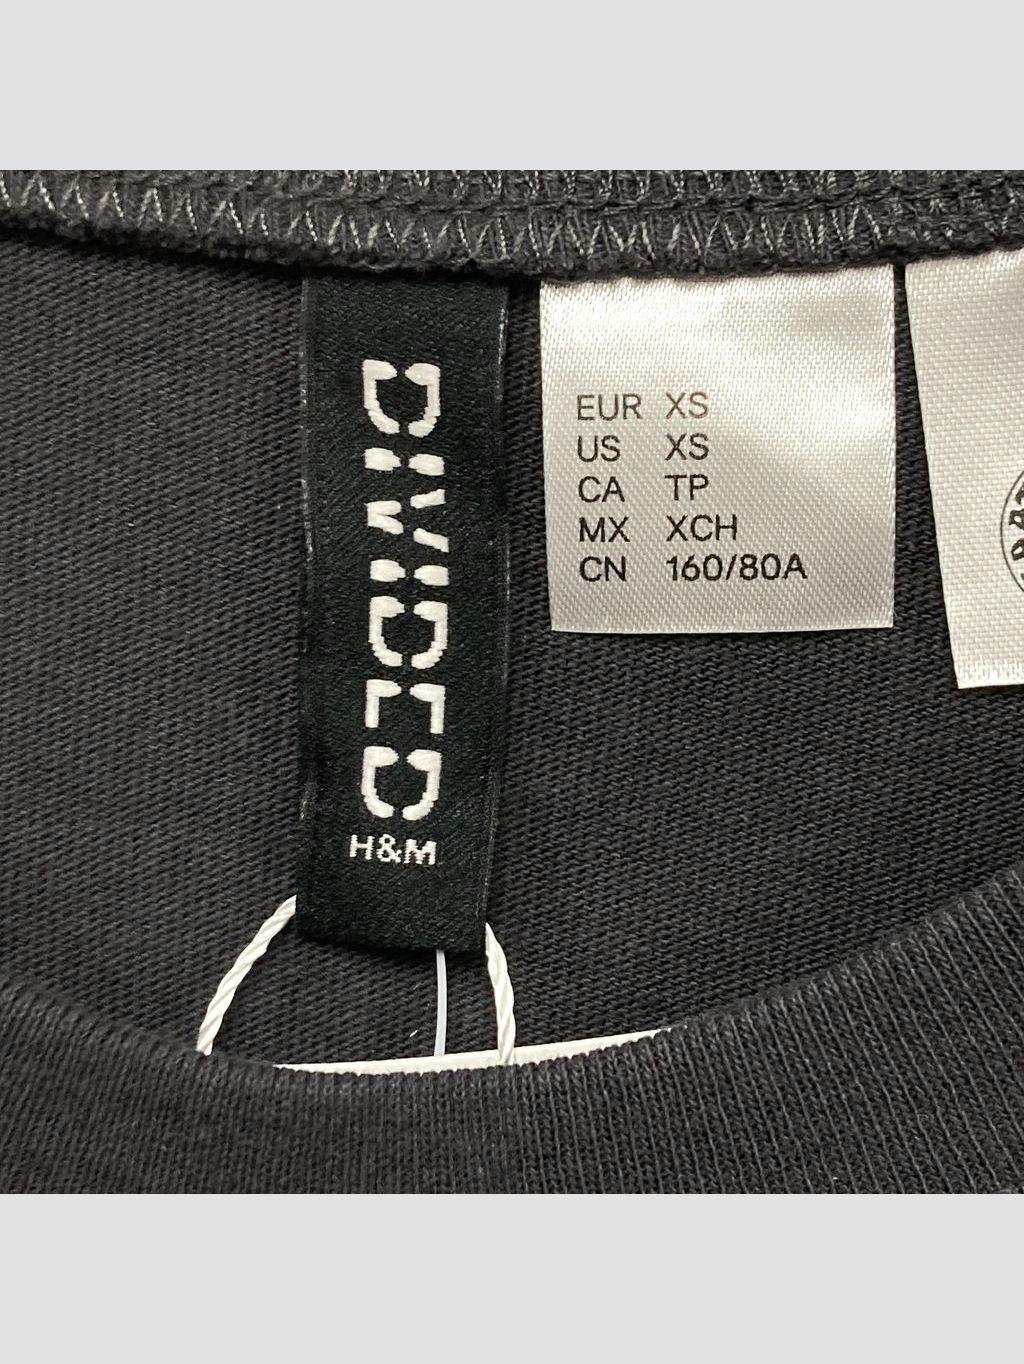 DIVIDED
H&M
EUR XS
US XS
CA TP
MX XCH
CN 160/80A